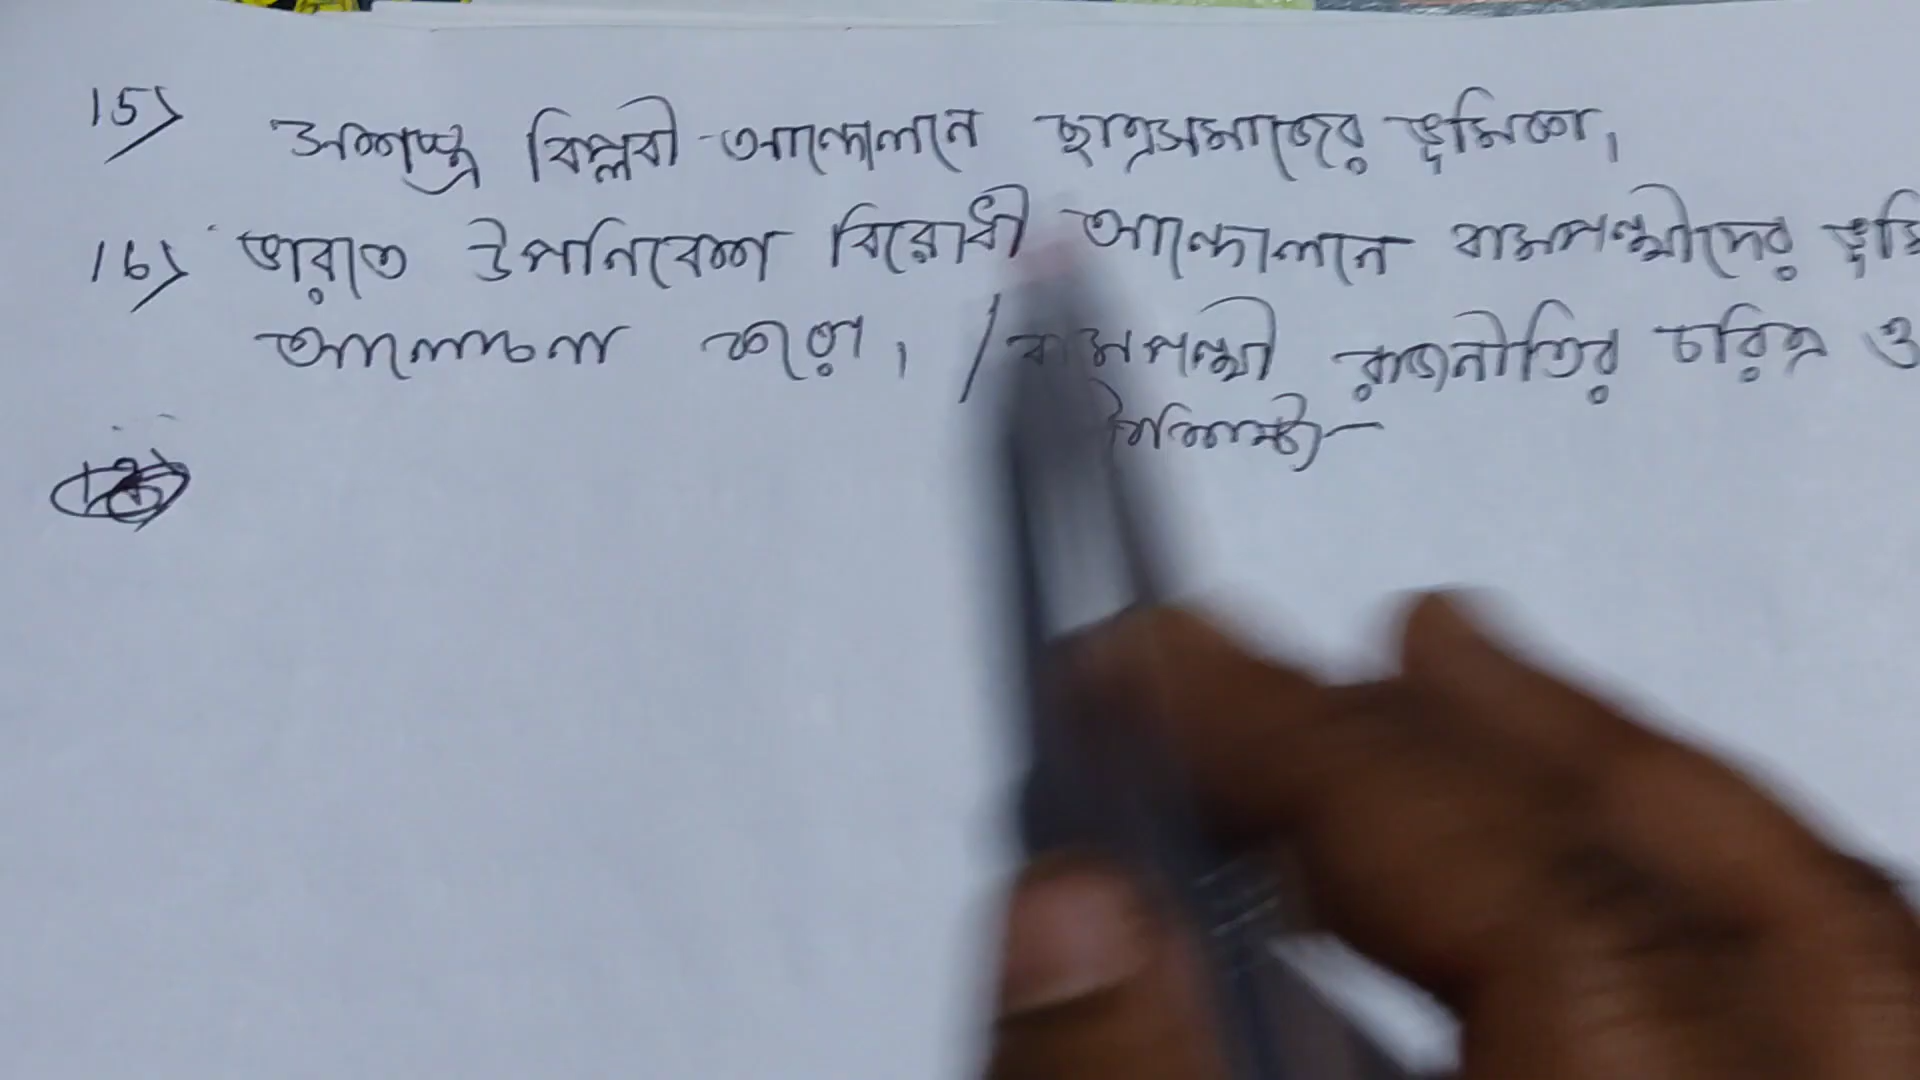 15) সশস্ত্র বিপ্লবী আন্দোলনে ছাত্রসমাজের ভূমিকা।
16) ভারতে উপনিবেশ বিরোধী আন্দোলনে বামপন্থীদের ভূমি
আলোচনা করো। / বামপন্থী রাজনীতির চরিত্র ও
বৈশিষ্ট্য-